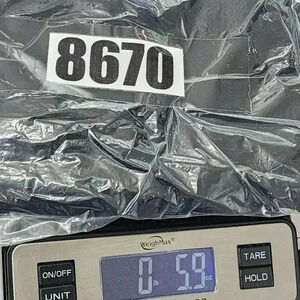 8670
WeighMax®
ON/OFF
UNIT
0 lb 5.9 oz
TARE
HOLD